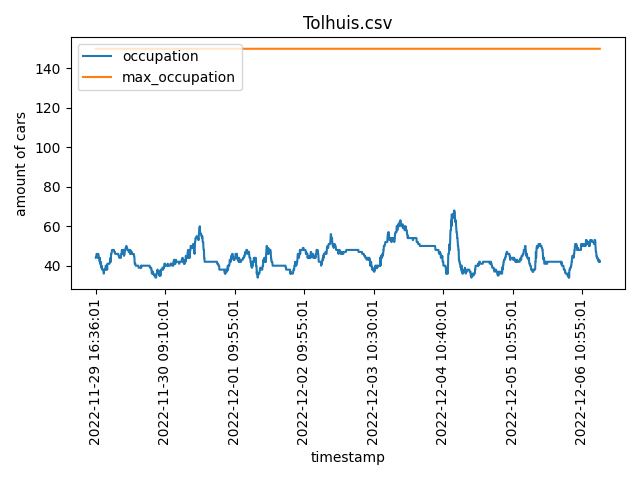 Tolhuis.csv
occupation
max_occupation
amount of cars
140
120
100
80
60
40
2022-11-29 16:36:01
2022-11-30 09:10:01
2022-12-01 09:55:01
2022-12-02 09:55:01
2022-12-03 10:30:01
2022-12-04 10:40:01
2022-12-05 10:55:01
2022-12-06 10:55:01
timestamp